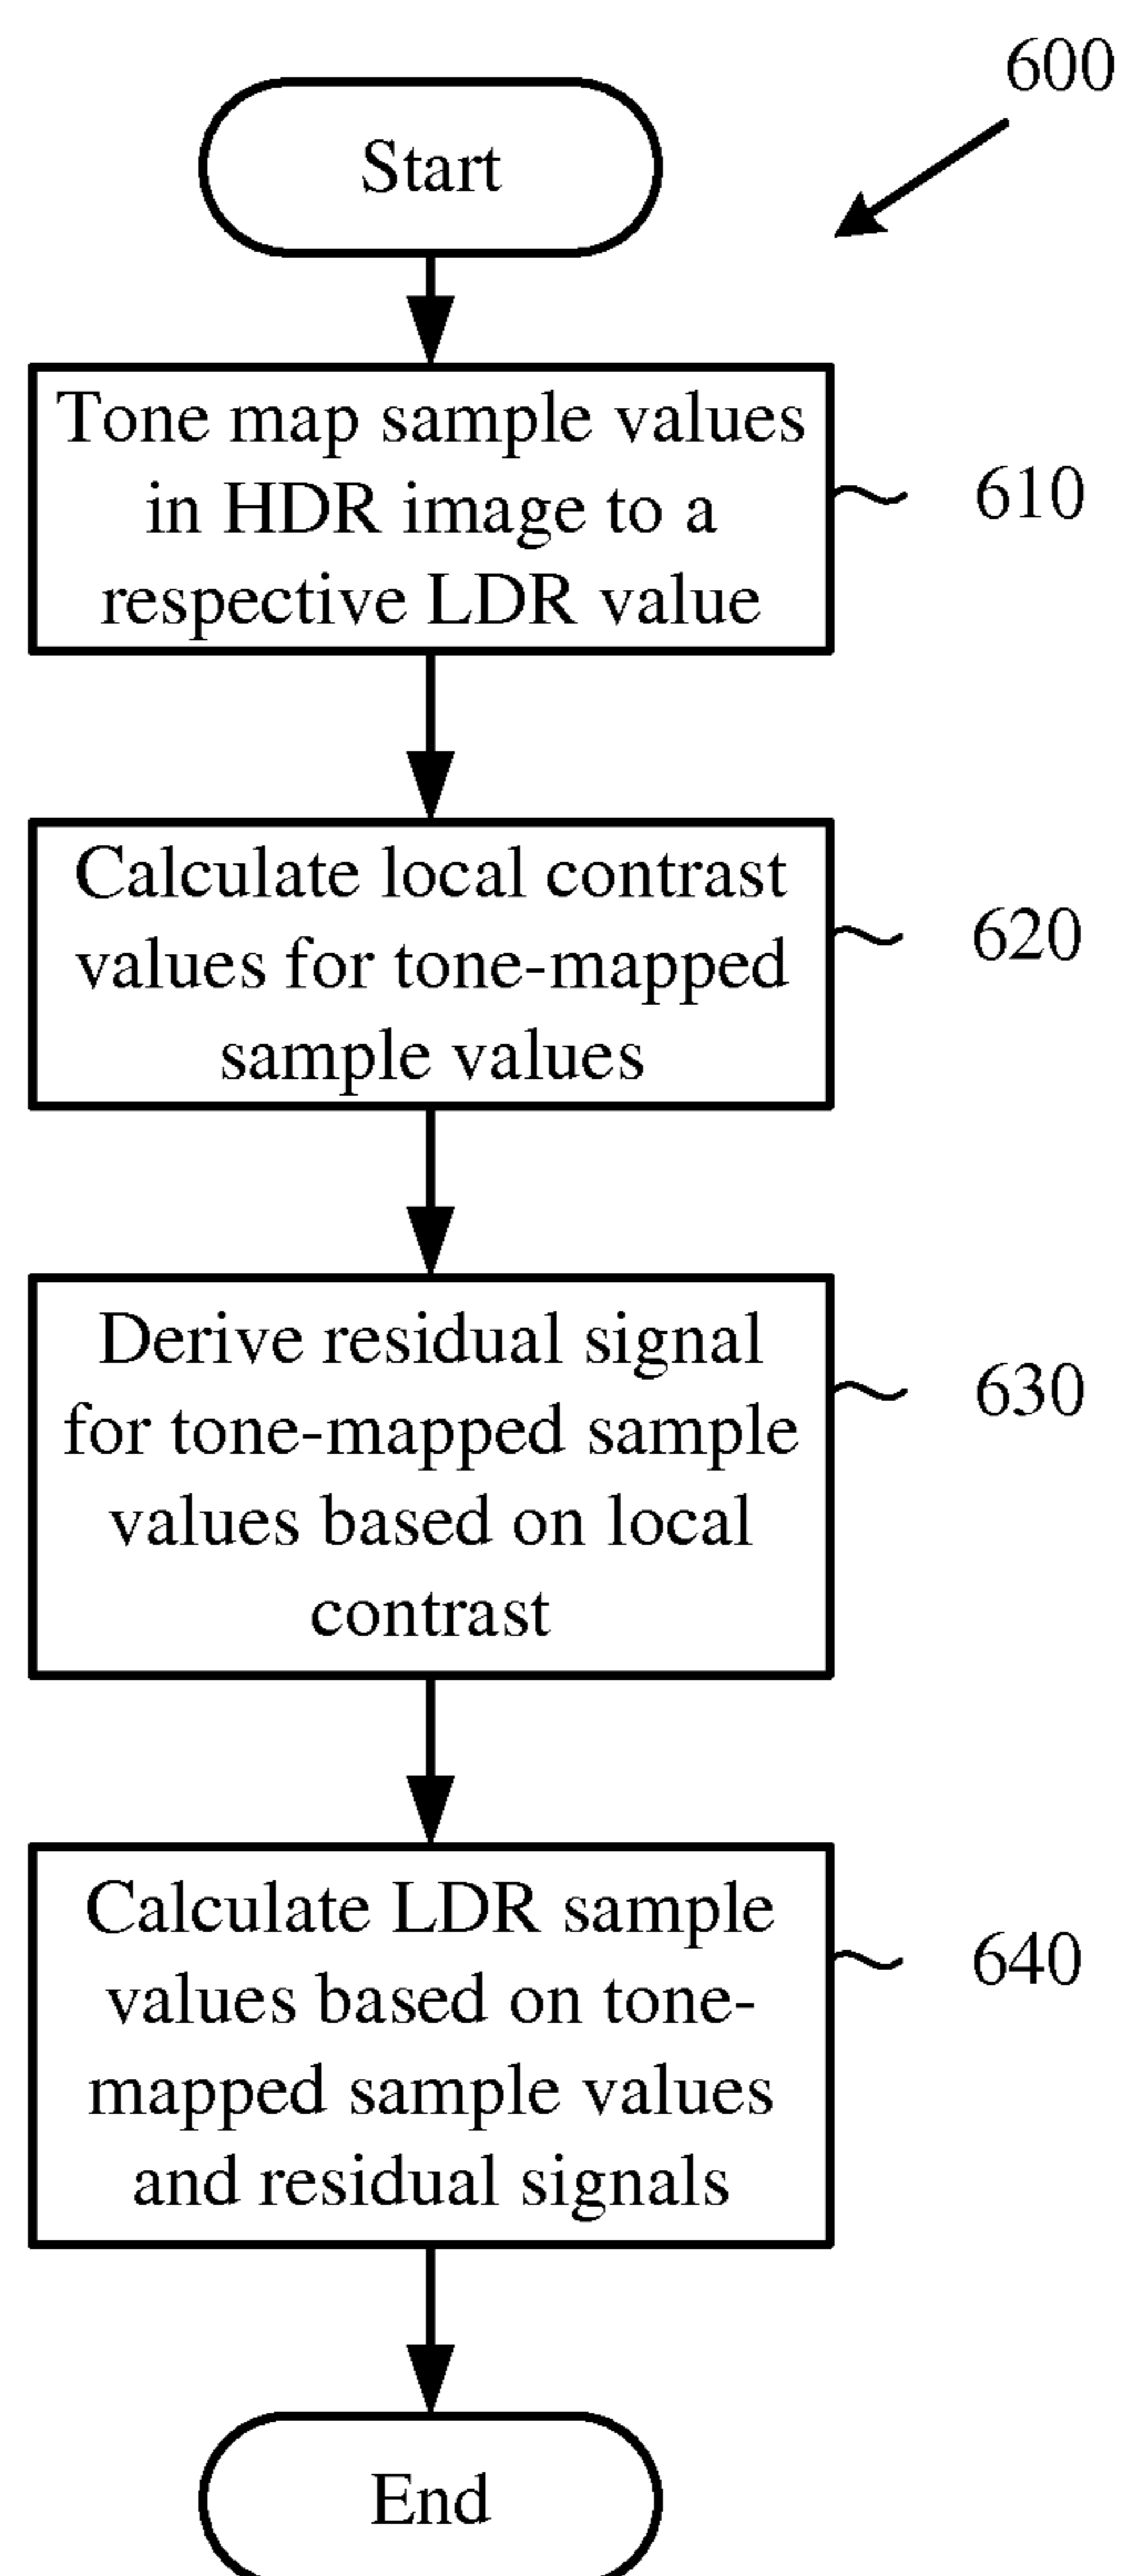 600
Start
Tone map sample values
in HDR image to a
respective LDR value
610
Calculate local contrast
values for tone-mapped
sample values
620
Derive residual signal
for tone-mapped sample
values based on local
contrast
630
Calculate LDR sample
values based on tone-
mapped sample values
and residual signals
640
End